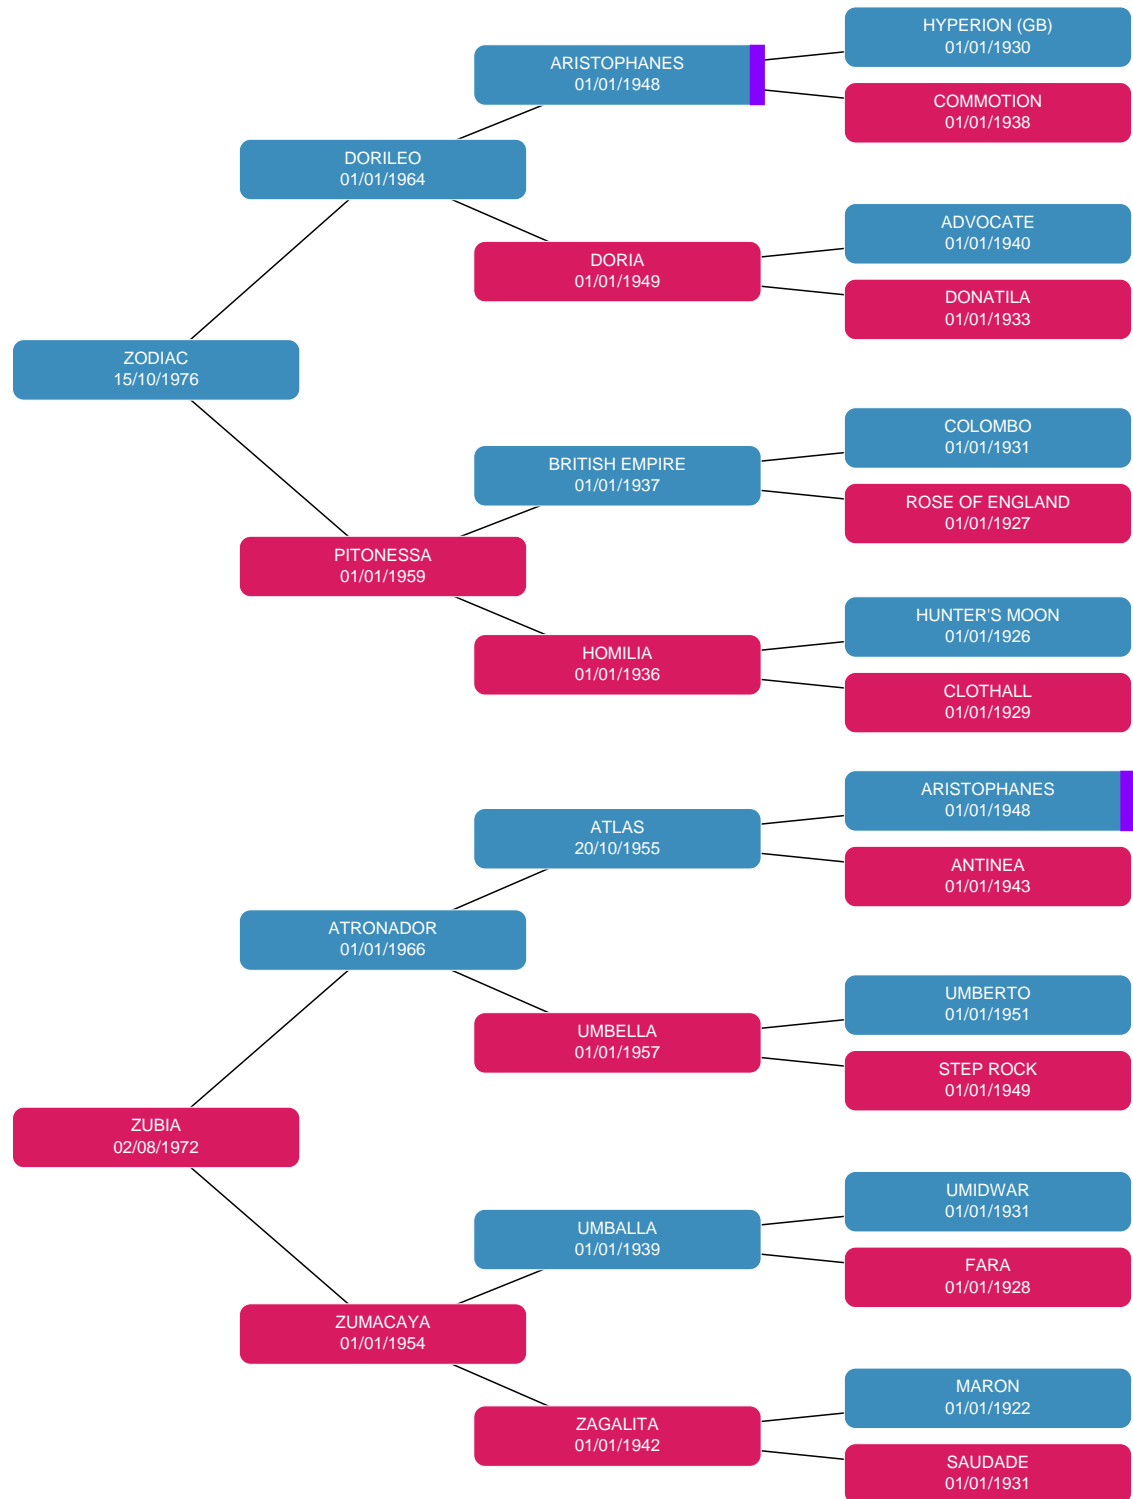 HYPERION (GB)
01/01/1930
ARISTOPHANES
01/01/1948
COMMOTION
01/01/1938
DORILEO
01/01/1964
ADVOCATE
01/01/1940
DORIA
01/01/1949
DONATILA
01/01/1933
ZODIAC
15/10/1976
COLOMBO
01/01/1931
BRITISH EMPIRE
01/01/1937
ROSE OF ENGLAND
01/01/1927
PITONESSA
01/01/1959
HUNTER'S MOON
01/01/1926
HOMILIA
01/01/1936
CLOTHALL
01/01/1929
ARISTOPHANES
01/01/1948
ATLAS
20/10/1955
ANTINEA
01/01/1943
ATRONADOR
01/01/1966
UMBERTO
01/01/1951
UMBELLA
01/01/1957
STEP ROCK
01/01/1949
ZUBIA
02/08/1972
UMIDWAR
01/01/1931
UMBALLA
01/01/1939
FARA
01/01/1928
ZUMACAYA
01/01/1954
MARON
01/01/1922
ZAGALITA
01/01/1942
SAUDADE
01/01/1931